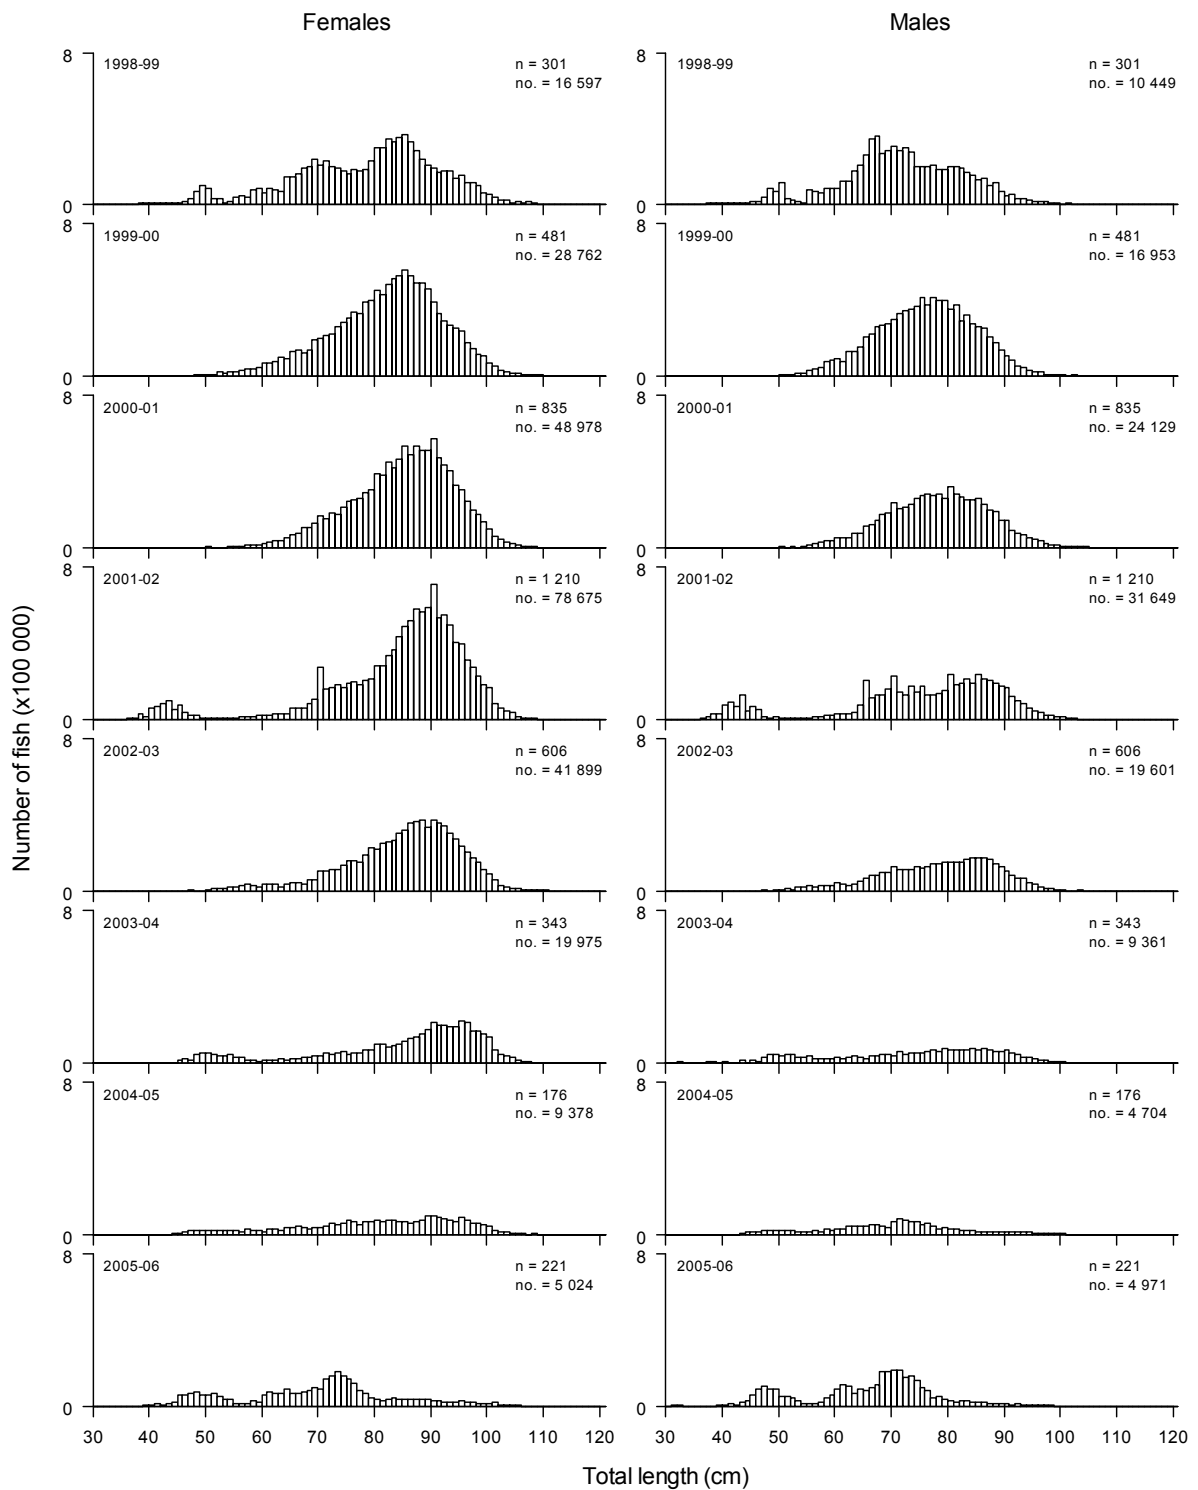 Females
Males
8
1998-99
n = 301
no. = 16 597
0
1998-99
n = 301
no. = 10 449
0
8
1999-00
n = 481
no. = 28 762
0
8
1999-00
n = 481
no. = 16 953
0
8
2000-01
n = 835
no. = 48 978
0
8
2000-01
n = 835
no. = 24 129
0
8
2001-02
n = 1 210
no. = 78 675
0
8
2001-02
n = 1 210
no. = 31 649
0
8
2002-03
n = 606
no. = 41 899
0
8
2002-03
n = 606
no. = 19 601
0
8
2003-04
n = 343
no. = 19 975
0
8
2003-04
n = 343
no. = 9 361
0
8
2004-05
n = 176
no. = 9 378
0
8
2004-05
n = 176
no. = 4 704
0
8
2005-06
n = 221
no. = 5 024
0
8
2005-06
n = 221
no. = 4 971
0
30 40 50 60 70 80 90 100 110 120
30 40 50 60 70 80 90 100 110 120
Number of fish (x100 000)
Total length (cm)